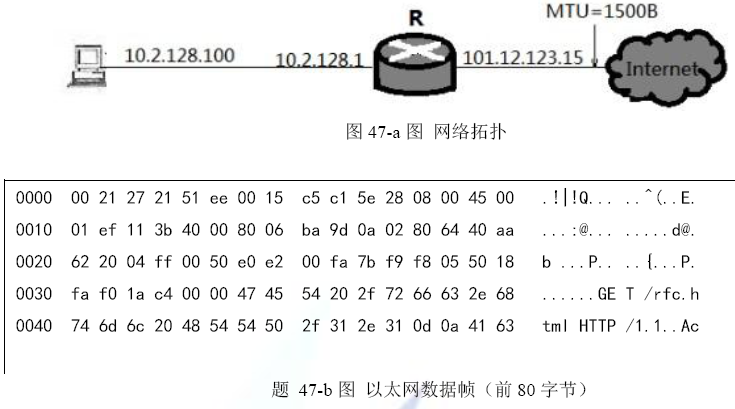 R
MTU=1500B
10.2.128.100
10.2.128.1
101.12.123.15
Internet
图 47-a 图 网络拓扑
0000 00 21 27 21 51 ee 00 15 c5 c1 5e 28 08 00 45 00 .!|!Q... ..^(..E.
0010 01 ef 11 3b 40 00 80 06 ba 9d 0a 02 80 64 40 aa ...:@... .....d@.
0020 62 20 04 ff 00 50 e0 e2 00 fa 7b f9 f8 05 50 18 b ...P.. ..{...P.
0030 fa f0 1a c4 00 00 47 45 54 20 2f 72 66 63 2e 68 ......GE T /rfc.h
0040 74 6d 6c 20 48 54 54 50 2f 31 2e 31 0d 0a 41 63 tml HTTP /1.1..Ac
题 47-b 图 以太网数据帧（前 80 字节）